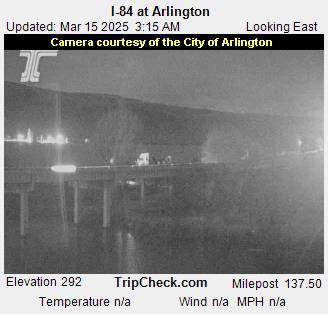 I-84 at Arlington
Updated: Mar 15 2025 3:15 AM Looking East
Camera courtesy of the City of Arlington
Elevation 292 TripCheck.com Milepost 137.50
Temperature n/a Wind n/a MPH n/a